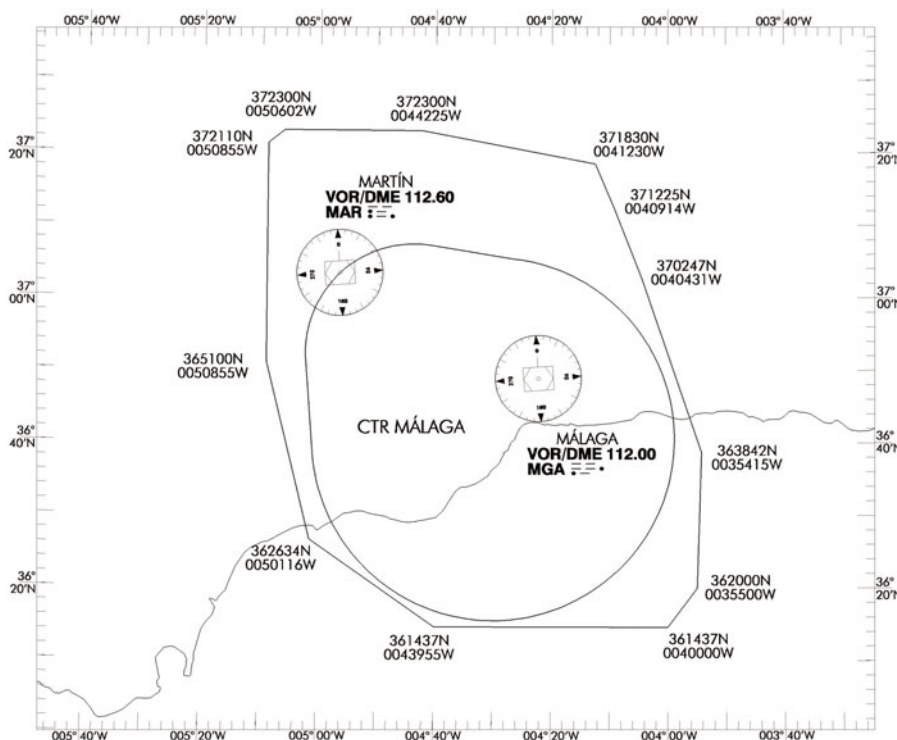 005° 40'W
005° 20'W
005° 00'W
004° 40'W
004° 20'W
004° 00'W
003° 40'W
372300N
0050602W
372300N
0044225W
372110N
0050855W
371830N
0041230W
37°
20'N
37°
20'N
MARTÍN
VOR/DME 112.60
MAR
371225N
0040914W
370247N
0040431W
37°
00'N
37°
00'N
365100N
0050855W
CTR MÁLAGA
MÁLAGA
VOR/DME 112.00
MGA
36°
40'N
36°
40'N
363842N
0035415W
362634N
0050116W
36°
20'N
36°
20'N
362000N
0035500W
361437N
0043955W
361437N
0040000W
005° 40'W
005° 20'W
005° 00'W
004° 40'W
004° 20'W
004° 00'W
003° 40'W